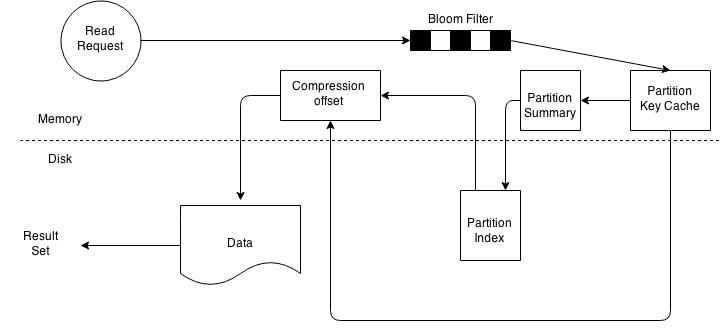 Read
Request
Bloom Filter
Compression
offset
Partition
Summary
Partition
Key Cache
Memory
Disk
Partition
Index
Result
Set
Data